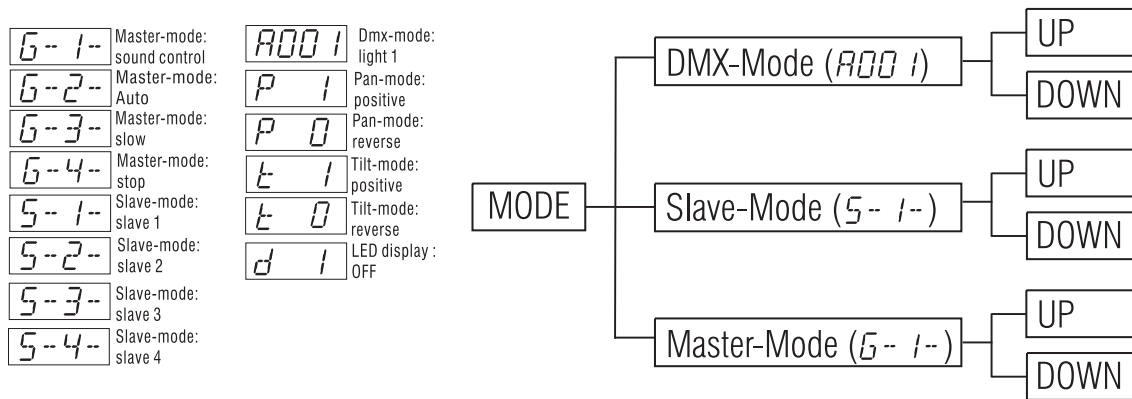 G-1-
Master-mode:
sound control
G-2-
Master-mode:
Auto
G-3-
Master-mode:
slow
G-4-
Master-mode:
stop
S-1-
Slave-mode:
slave 1
S-2-
Slave-mode:
slave 2
S-3-
Slave-mode:
slave 3
S-4-
Slave-mode:
slave 4
A001
Dmx-mode:
light 1
P 1
Pan-mode:
positive
P 0
Pan-mode:
reverse
t 1
Tilt-mode:
positive
t 0
Tilt-mode:
reverse
d 1
LED display :
OFF
MODE
DMX-Mode (A001)
UP
DOWN
Slave-Mode (S-1-)
UP
DOWN
Master-Mode (G-1-)
UP
DOWN